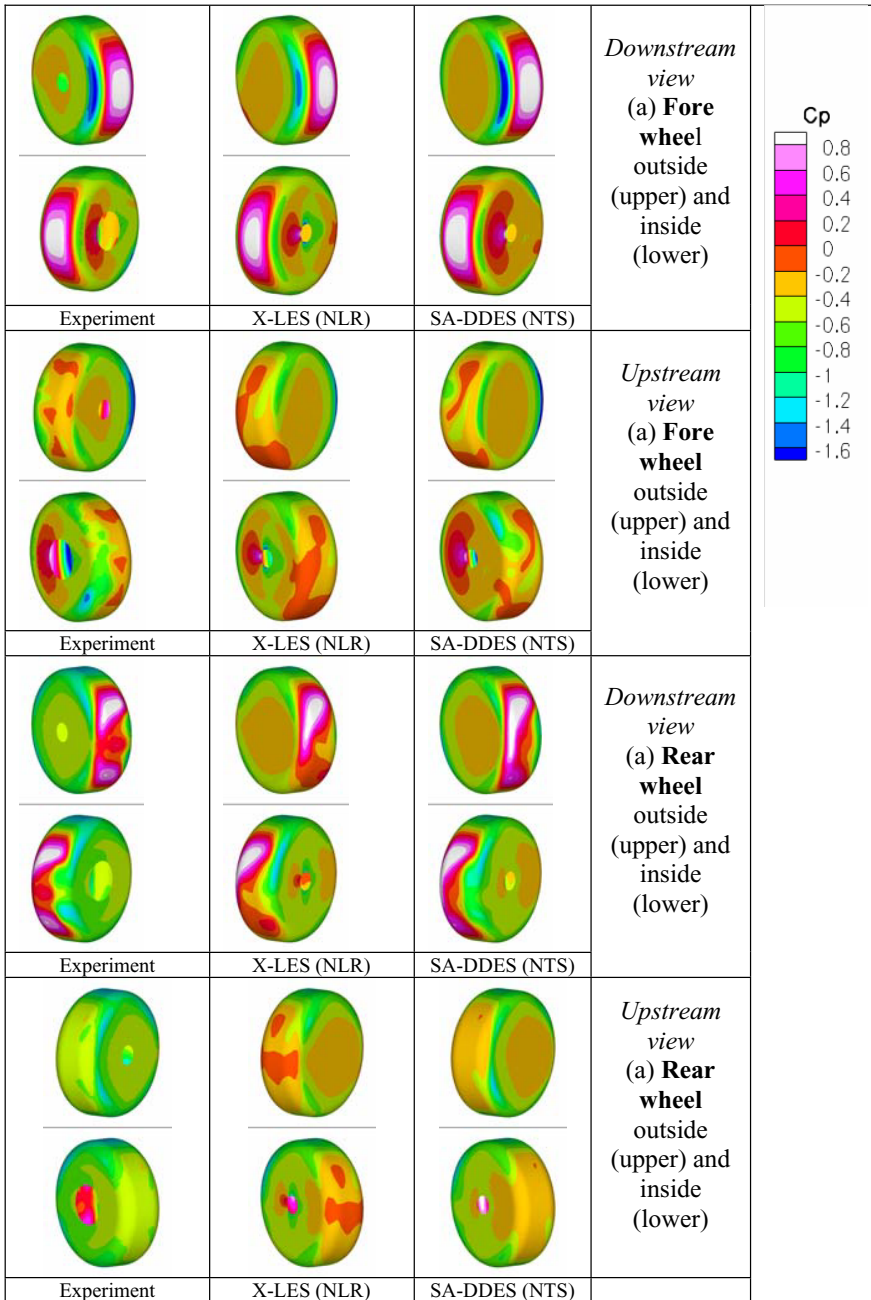 Downstream
view
(a) Fore
wheel
outside
(upper) and
inside
(lower)
Experiment X-LES (NLR) SA-DDES (NTS)
Upstream
view
(a) Fore
wheel
outside
(upper) and
inside
(lower)
Experiment X-LES (NLR) SA-DDES (NTS)
Downstream
view
(a) Rear
wheel
outside
(upper) and
inside
(lower)
Experiment X-LES (NLR) SA-DDES (NTS)
Upstream
view
(a) Rear
wheel
outside
(upper) and
inside
(lower)
Experiment X-LES (NLR) SA-DDES (NTS)
Cp
0.8
0.6
0.4
0.2
0
-0.2
-0.4
-0.6
-0.8
-1
-1.2
-1.4
-1.6